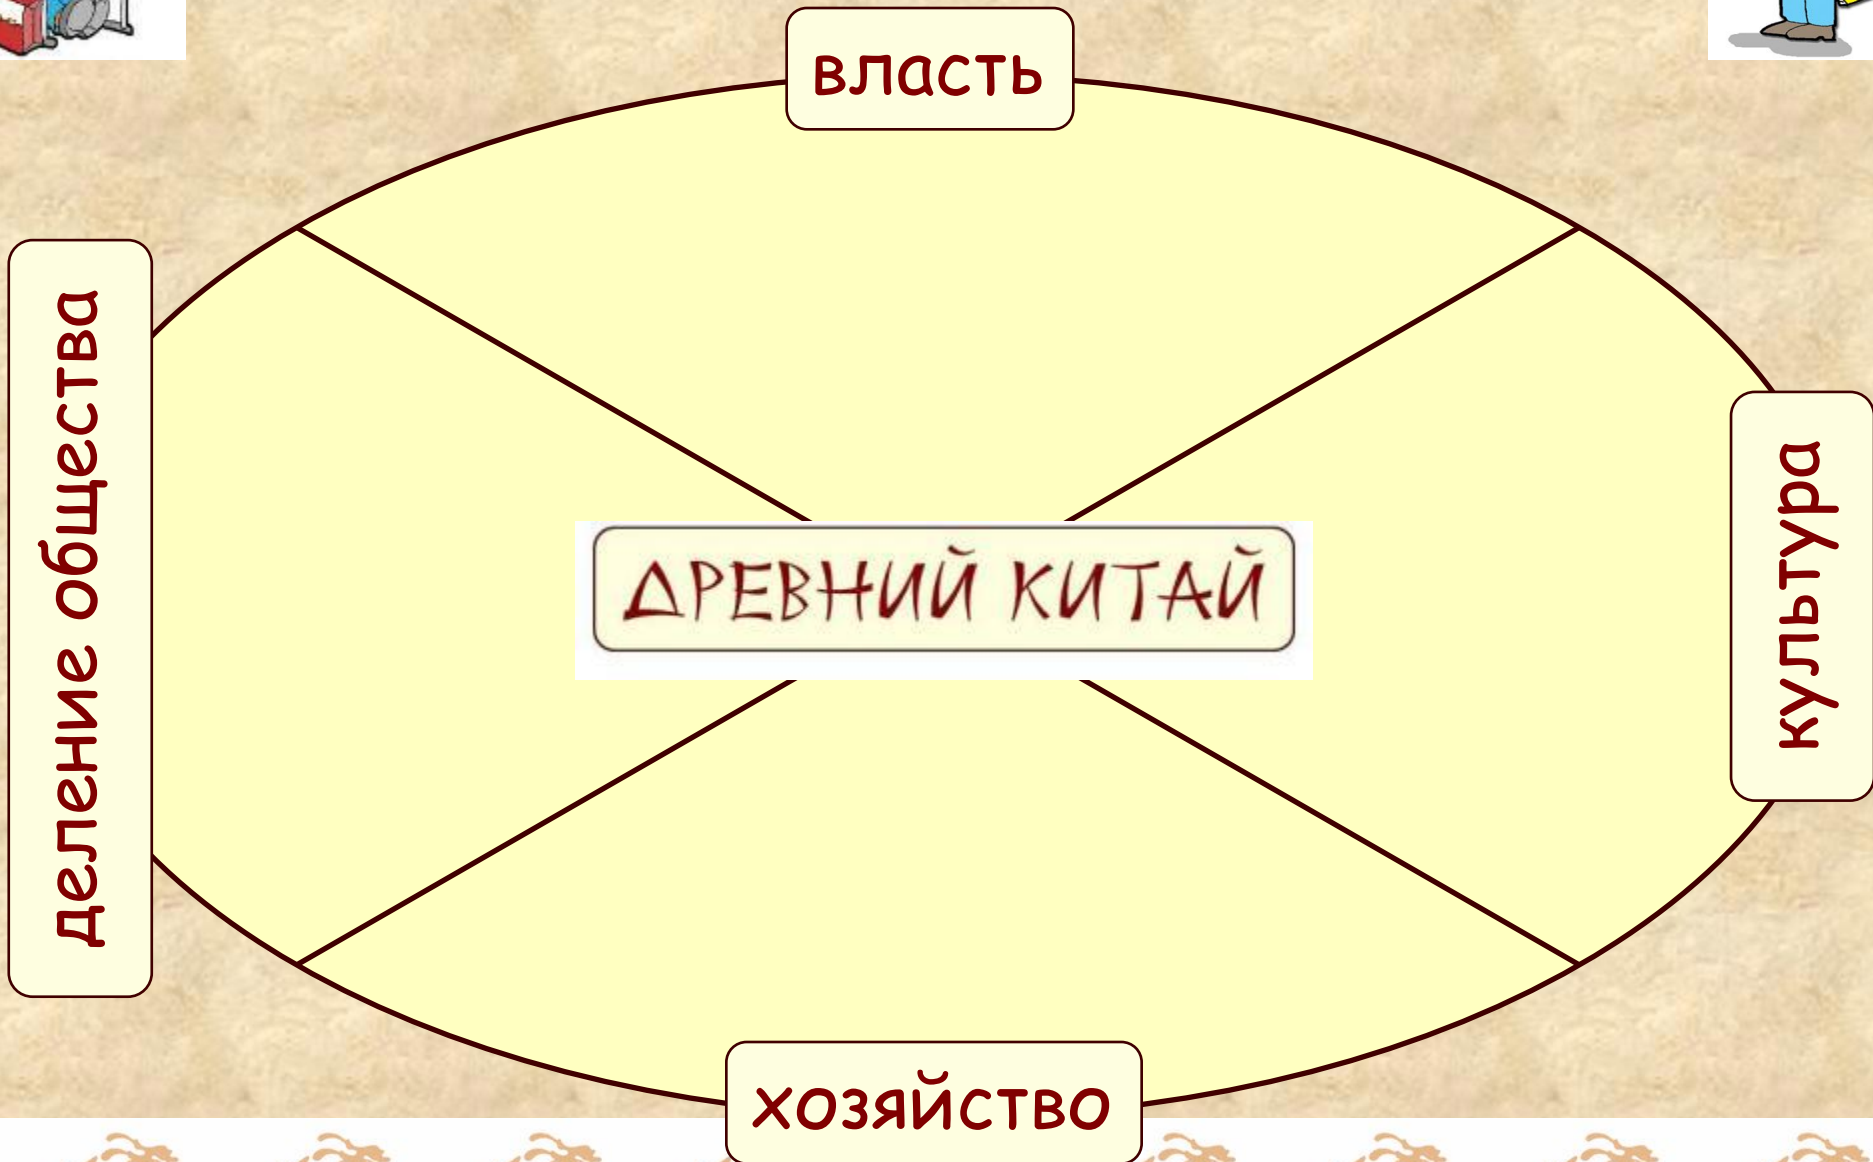 власть
деление общества
ДРЕВНИЙ КИТАЙ
культура
хозяйство